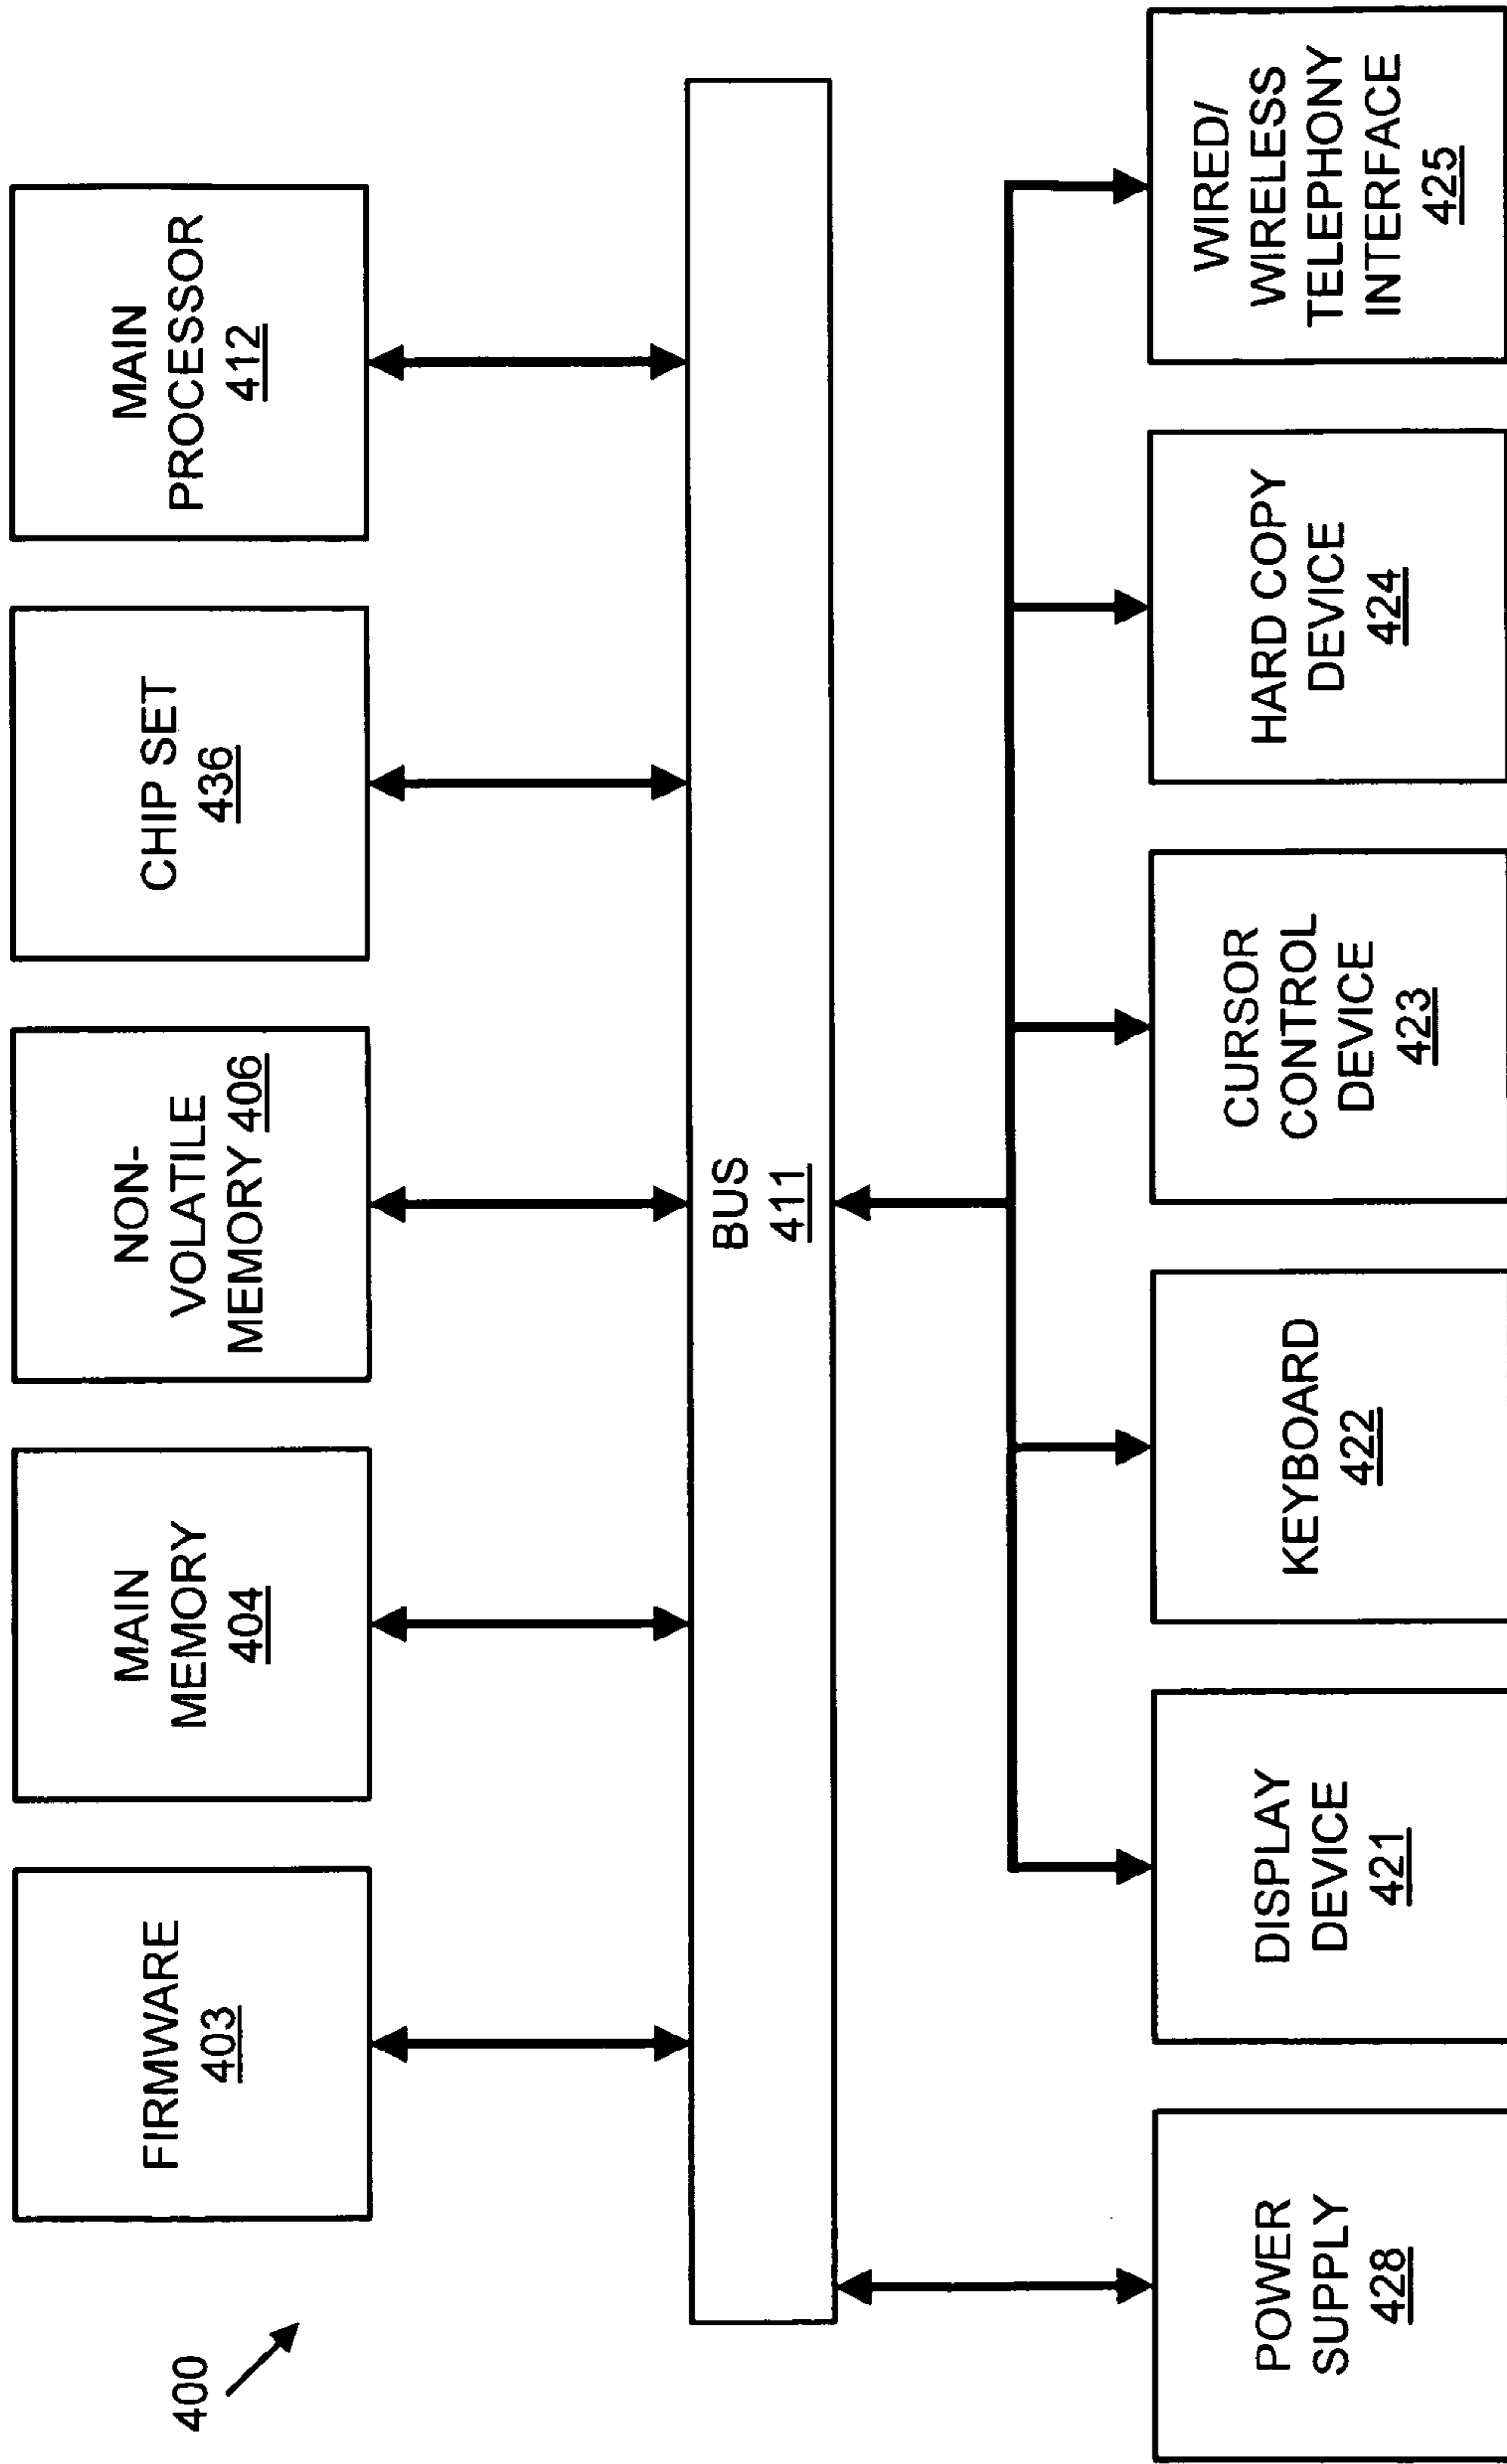 400
FIRMWARE
403
MAIN
MEMORY
404
NON-
VOLATILE
MEMORY 406
CHIP SET
436
MAIN
PROCESSOR
412
BUS
411
POWER
SUPPLY
428
DISPLAY
DEVICE
421
KEYBOARD
422
CURSOR
CONTROL
DEVICE
423
HARD COPY
DEVICE
424
WIRED/
WIRELESS
TELEPHONY
INTERFACE
425